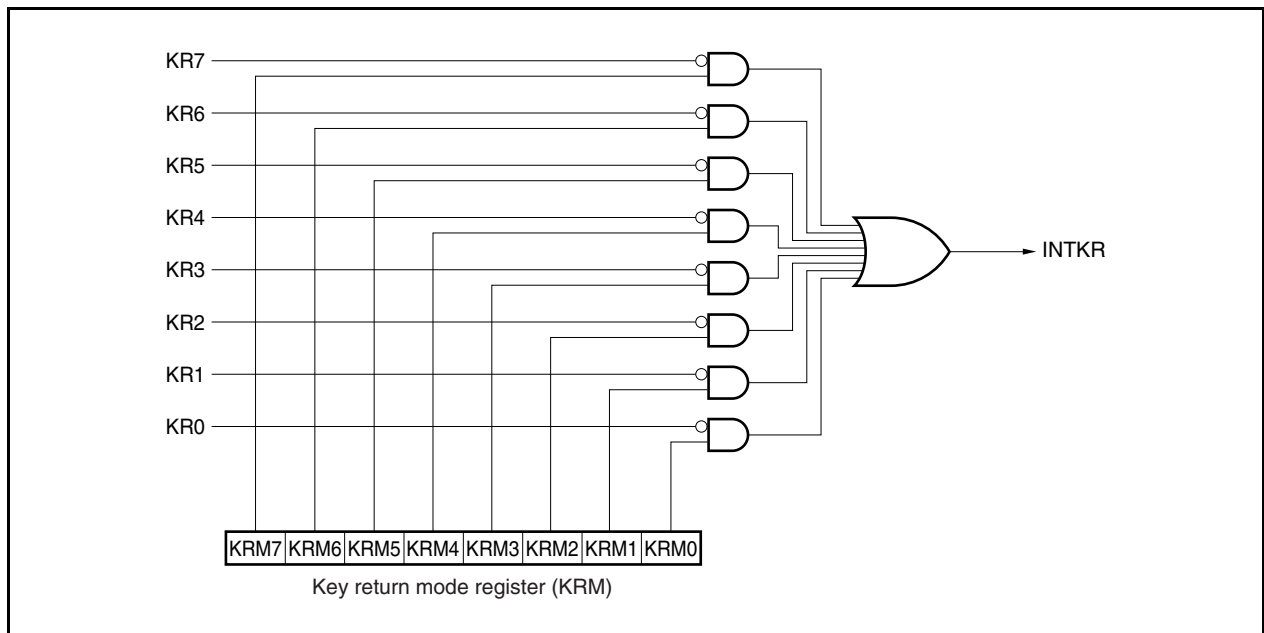 KR7
KR6
KR5
KR4
KR3
KR2
KR1
KR0
INTKR
KRM7 KRM6 KRM5 KRM4 KRM3 KRM2 KRM1 KRM0
Key return mode register (KRM)